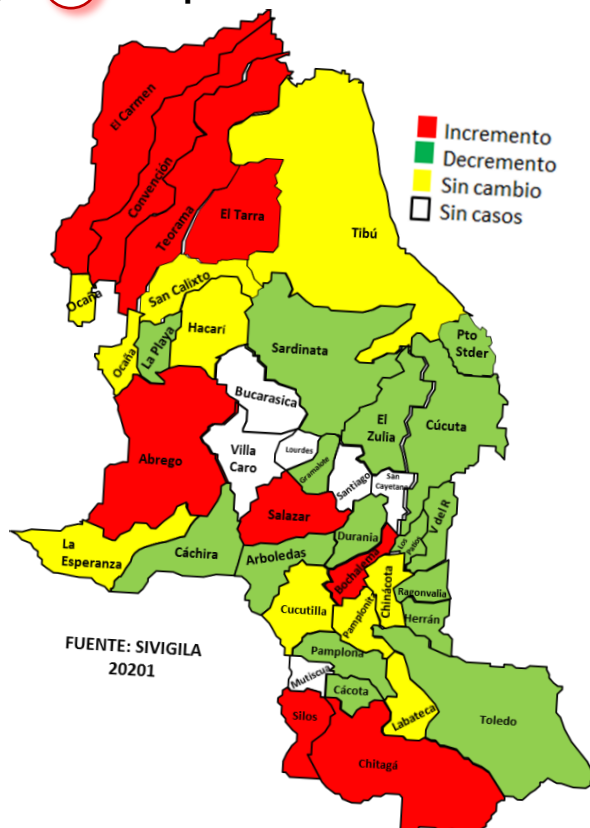 Incremento
Decremento
Sin cambio
Sin casos
El Carmen
Convención
Teorama
El Tarra
Tibú
Ocaña
San Calixto
Hacarí
La Playa
Ocaña
Sardinata
Pto
Stder
Bucarasica
El
Zulia
Cúcuta
Abrego
Villa
Caro
Lourdes
Gramalote
Santiago
San
Cayetano
Salazar
Durania
Los
Patios
V del R
La
Esperanza
Cáchira
Arboledas
Bochalema
Chinácota
Ragonvalia
Cucutilla
Pamplonita
Herrán
FUENTE: SIVIGILA
20201
Pamplona
Mutiscua
Cácota
Labateca
Toledo
Silos
Chitagá